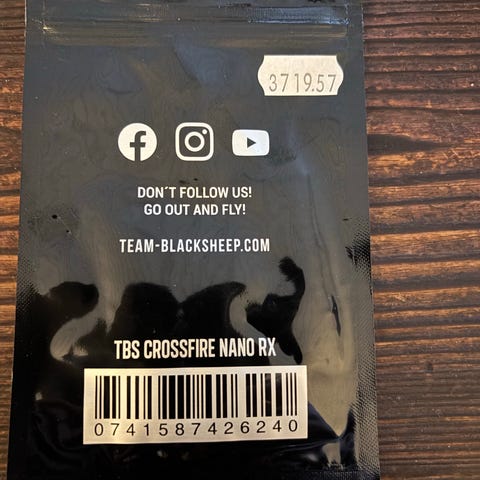 3719.57
DON´T FOLLOW US!
GO OUT AND FLY!
TEAM-BLACKSHEEP.COM
TBS CROSSFIRE NANO RX
0741587426240